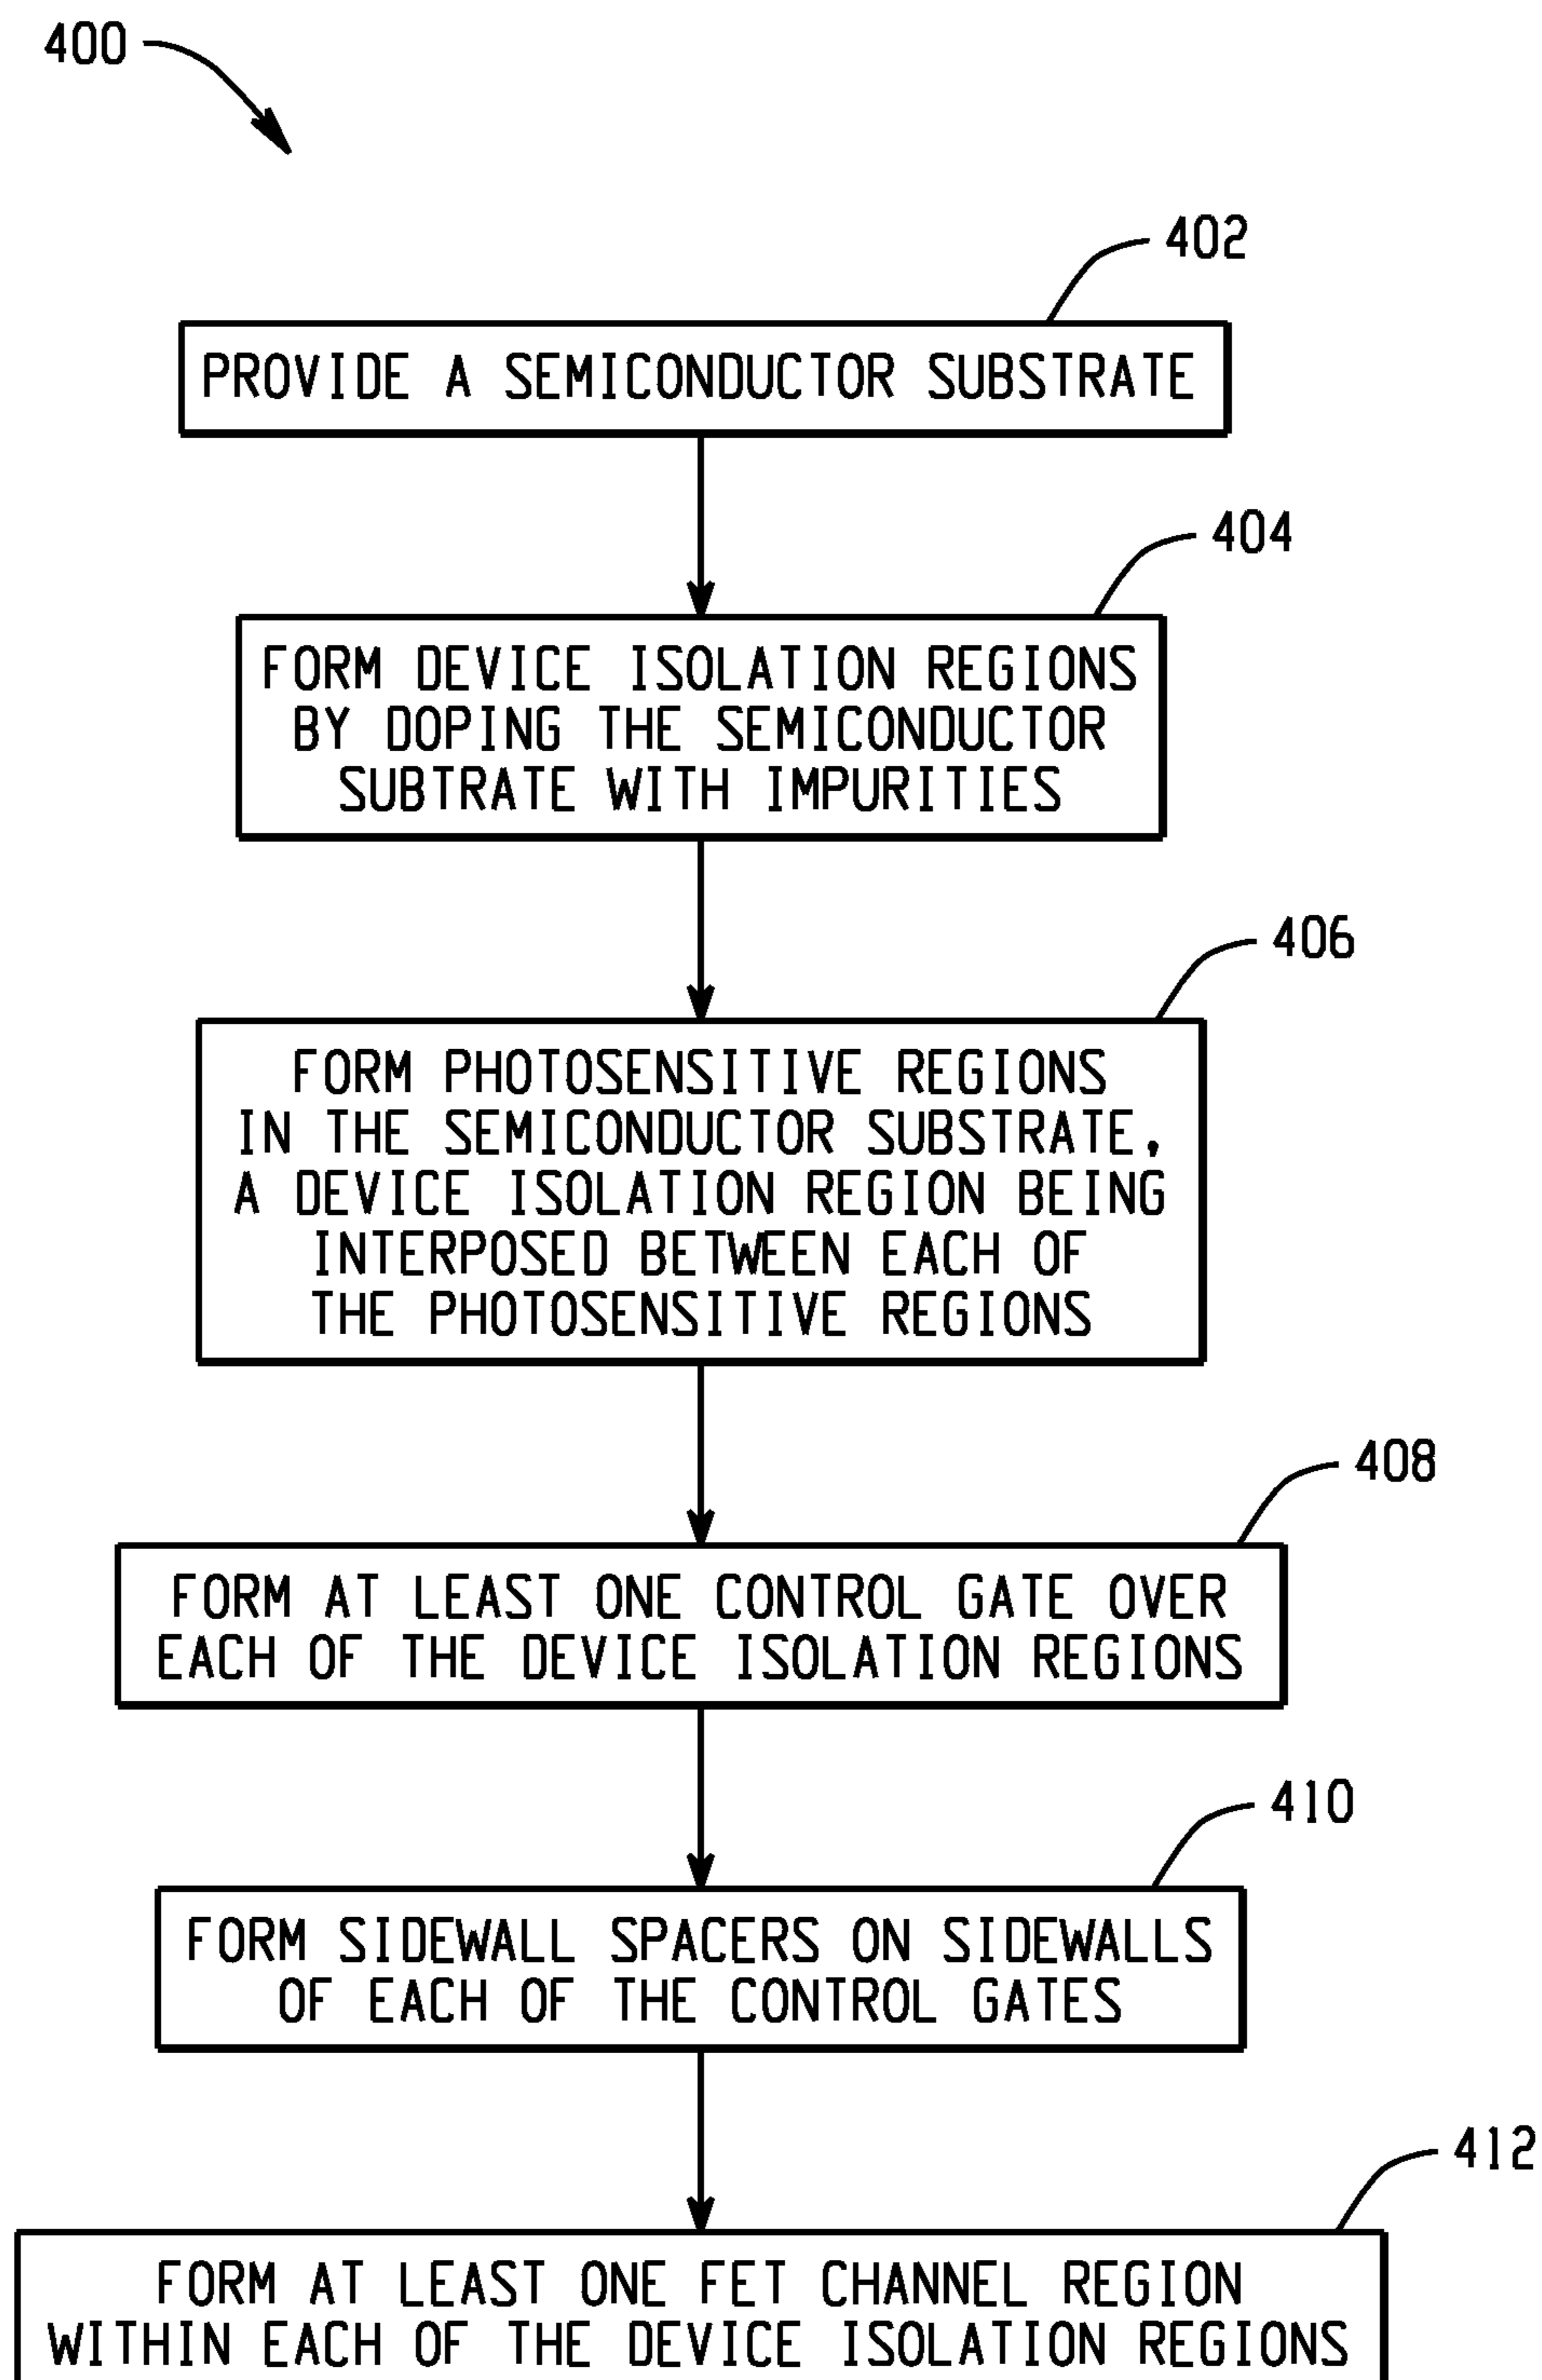 400
402
PROVIDE A SEMICONDUCTOR SUBSTRATE
404
FORM DEVICE ISOLATION REGIONS
BY DOPING THE SEMICONDUCTOR
SUBTRATE WITH IMPURITIES
406
FORM PHOTOSENSITIVE REGIONS
IN THE SEMICONDUCTOR SUBSTRATE,
A DEVICE ISOLATION REGION BEING
INTERPOSED BETWEEN EACH OF
THE PHOTOSENSITIVE REGIONS
408
FORM AT LEAST ONE CONTROL GATE OVER
EACH OF THE DEVICE ISOLATION REGIONS
410
FORM SIDEWALL SPACERS ON SIDEWALLS
OF EACH OF THE CONTROL GATES
412
FORM AT LEAST ONE FET CHANNEL REGION
WITHIN EACH OF THE DEVICE ISOLATION REGIONS